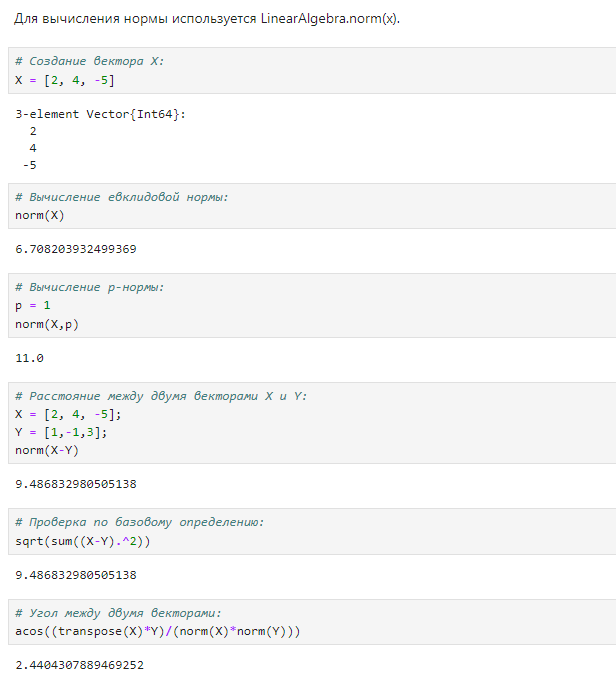 Для вычисления нормы используется LinearAlgebra.norm(x).
# Создание вектора X:
X = [2, 4, -5]
3-element Vector{Int64}:
  2
  4
 -5
# Вычисление евклидовой нормы:
norm(X)
6.708203932499369
# Вычисление p-нормы:
p = 1
norm(X,p)
11.0
# Расстояние между двумя векторами X и Y:
X = [2, 4, -5];
Y = [1,-1,3];
norm(X-Y)
9.486832980505138
# Проверка по базовому определению:
sqrt(sum((X-Y).^2))
9.486832980505138
# Угол между двумя векторами:
acos((transpose(X)*Y)/(norm(X)*norm(Y)))
2.4404307889469252